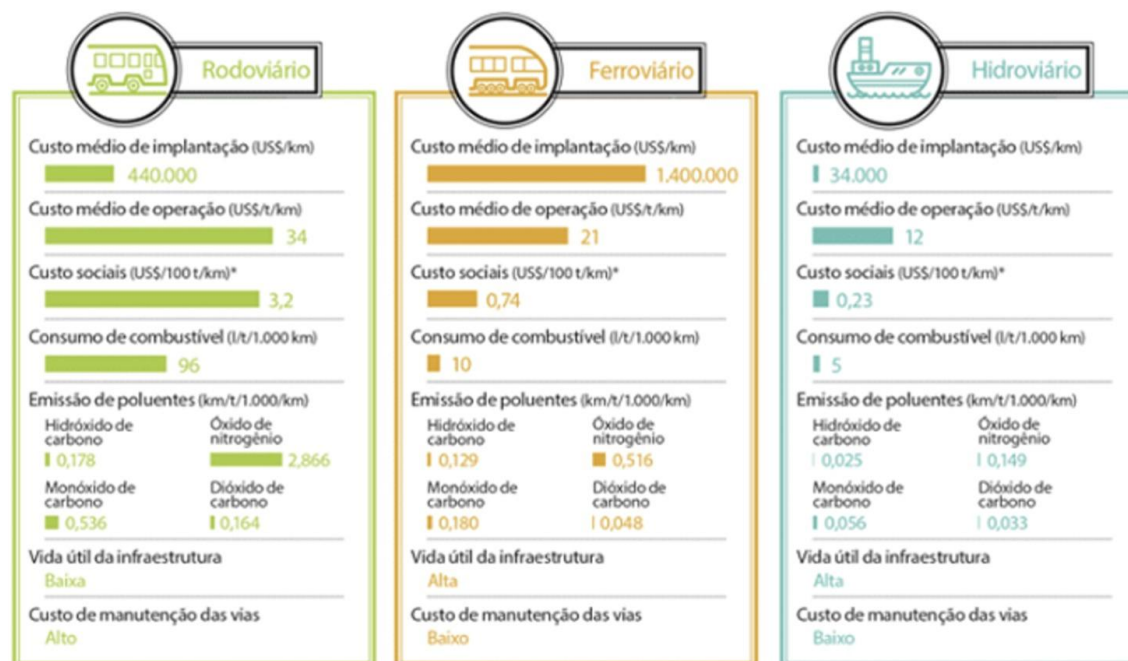 Rodoviário
Custo médio de implantação (US$/km)
440.000
Custo médio de operação (US$/t/km)
34
Custo sociais (US$/100 t/km)*
3,2
Consumo de combustível (l/t/1.000 km)
96
Emissão de poluentes (km/t/1.000/km)
Hidróxido de carbono
0,178
Óxido de nitrogênio
2,866
Monóxido de carbono
0,536
Dióxido de carbono
0,164
Vida útil da infraestrutura
Baixa
Custo de manutenção das vias
Alto
Ferroviário
Custo médio de implantação (US$/km)
1.400.000
Custo médio de operação (US$/t/km)
21
Custo sociais (US$/100 t/km)*
0,74
Consumo de combustível (l/t/1.000 km)
10
Emissão de poluentes (km/t/1.000/km)
Hidróxido de carbono
0,129
Óxido de nitrogênio
0,516
Monóxido de carbono
0,180
Dióxido de carbono
0,048
Vida útil da infraestrutura
Alta
Custo de manutenção das vias
Baixo
Hidroviário
Custo médio de implantação (US$/km)
34.000
Custo médio de operação (US$/t/km)
12
Custo sociais (US$/100 t/km)*
0,23
Consumo de combustível (l/t/1.000 km)
5
Emissão de poluentes (km/t/1.000/km)
Hidróxido de carbono
0,025
Óxido de nitrogênio
0,149
Monóxido de carbono
0,056
Dióxido de carbono
0,033
Vida útil da infraestrutura
Alta
Custo de manutenção das vias
Baixo